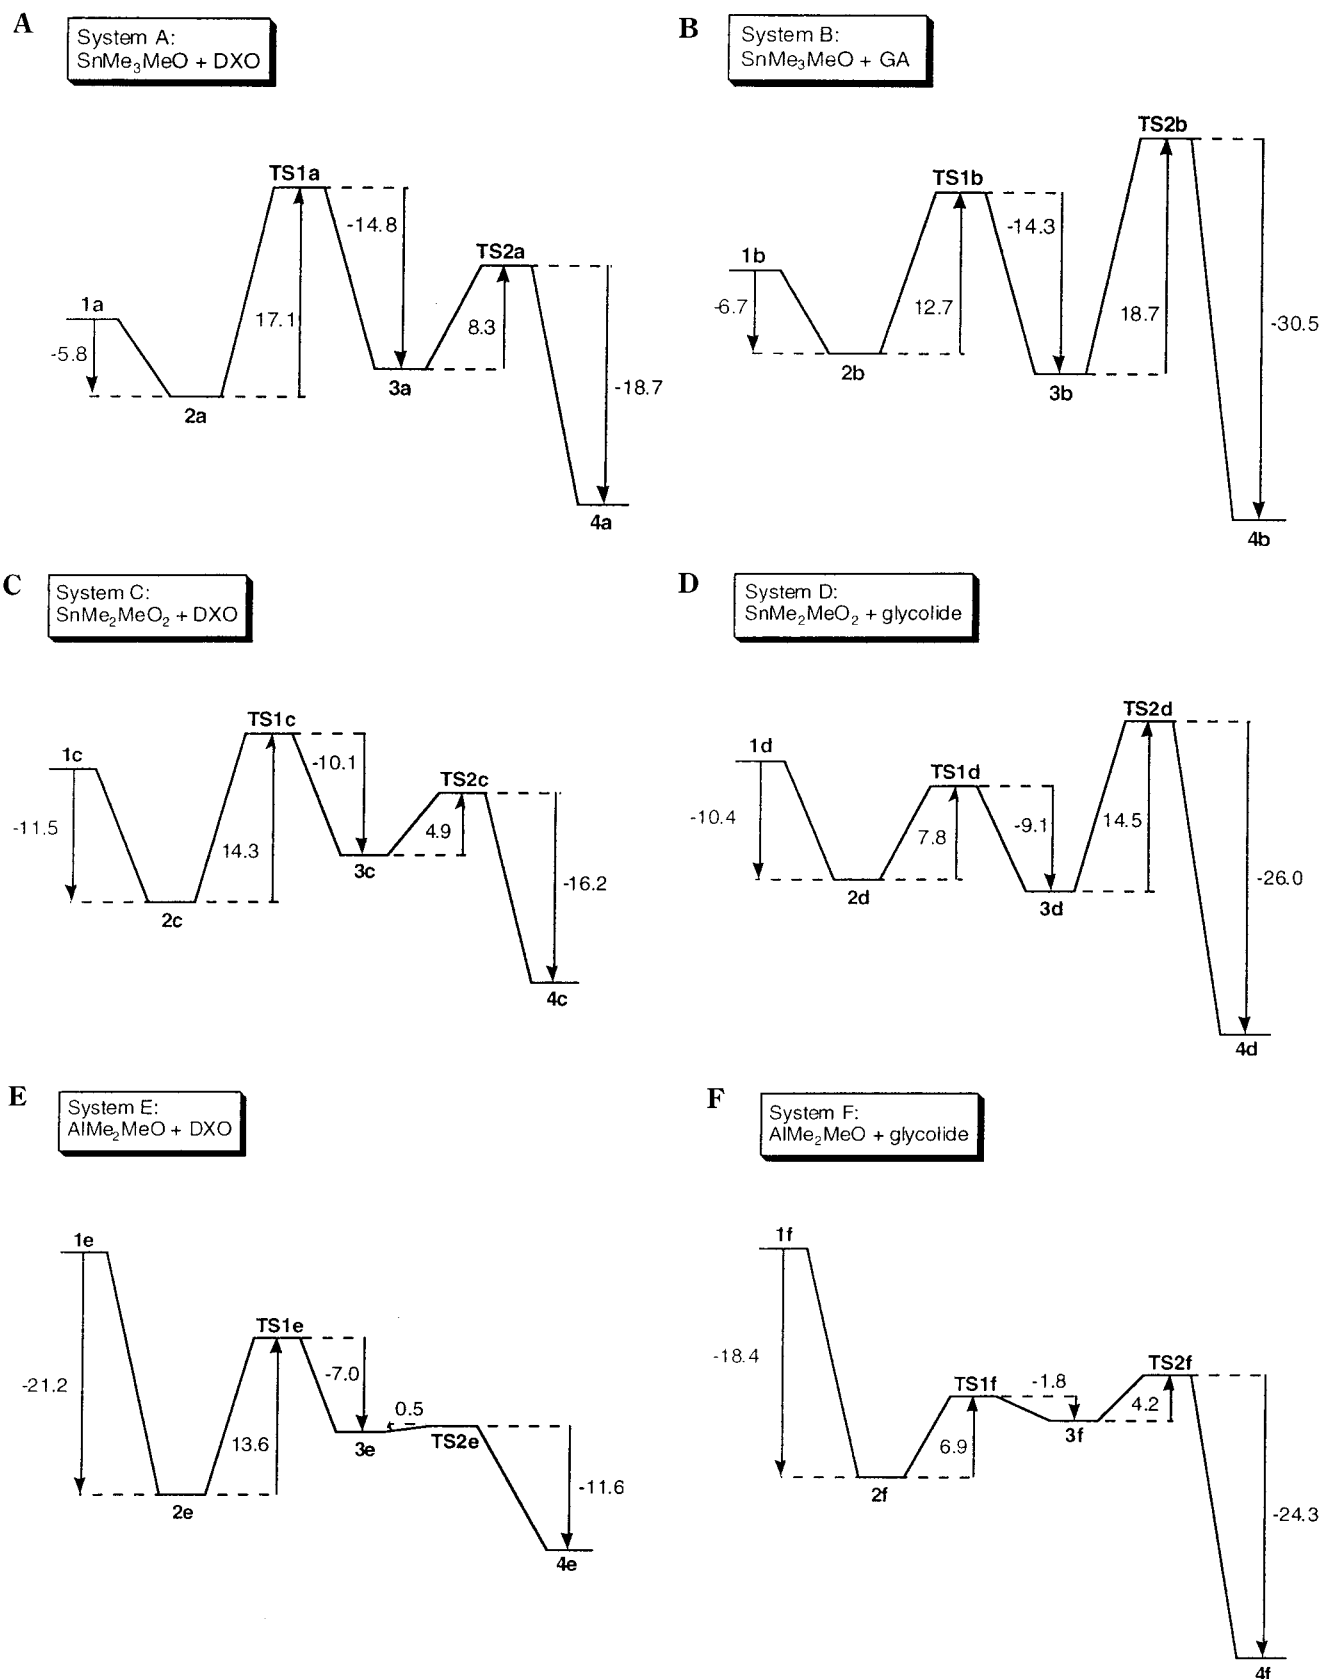 A
System A:
SnMe₃MeO + DXO
TS1a
-14.8
TS2a
1a
-5.8
17.1
8.3
3a
2a
-18.7
4a
B
System B:
SnMe₃MeO + GA
TS2b
TS1b
-14.3
1b
-6.7
12.7
18.7
-30.5
2b
3b
4b
C
System C:
SnMe₂MeO₂ + DXO
TS1c
1c
-10.1
TS2c
-11.5
14.3
4.9
3c
2c
-16.2
4c
D
System D:
SnMe₂MeO₂ + glycolide
TS2d
1d
TS1d
-10.4
7.8
-9.1
14.5
2d
3d
-26.0
4d
E
System E:
AlMe₂MeO + DXO
1e
TS1e
-7.0
-21.2
0.5
13.6
3e
TS2e
2e
-11.6
4e
F
System F:
AlMe₂MeO + glycolide
1f
-18.4
TS1f
-1.8
TS2f
4.2
6.9
3f
2f
-24.3
4f